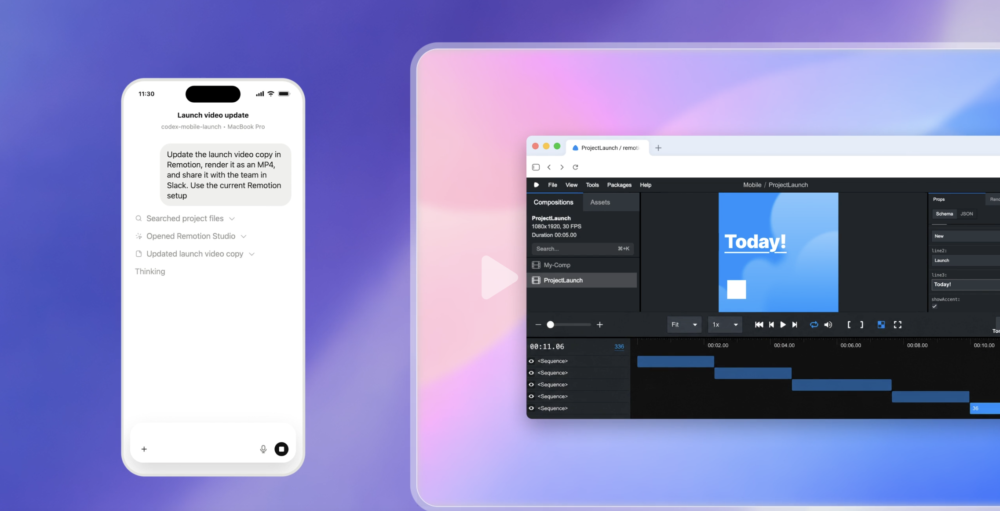 11:30
Launch video update
codex-mobile-launch • MacBook Pro
Update the launch video copy in
Remotion, render it as an MP4,
and share it with the team in
Slack. Use the current Remotion
setup
Searched project files
Opened Remotion Studio
Updated launch video copy
Thinking
ProjectLaunch / remoti
File View Tools Packages Help
Mobile / ProjectLaunch
Compositions Assets
ProjectLaunch
1080x1920, 30 FPS
Duration 00:05.00
Search... ⌘+K
My-Comp
ProjectLaunch
Today!
Props
Schema JSON
New
line2:
Launch
line3:
Today!
showAccent:
Fit 1x
00:11.06 336
00:02.00 00:04.00 00:06.00 00:08.00 00:10.00
<Sequence>
<Sequence>
<Sequence>
<Sequence>
<Sequence>
36